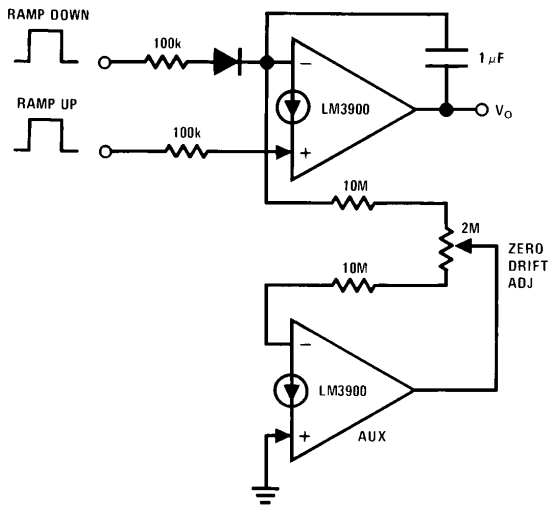 RAMP DOWN
100k
1 μF
LM3900
VO
RAMP UP
100k
10M
2M
ZERO
DRIFT
ADJ
10M
LM3900
AUX